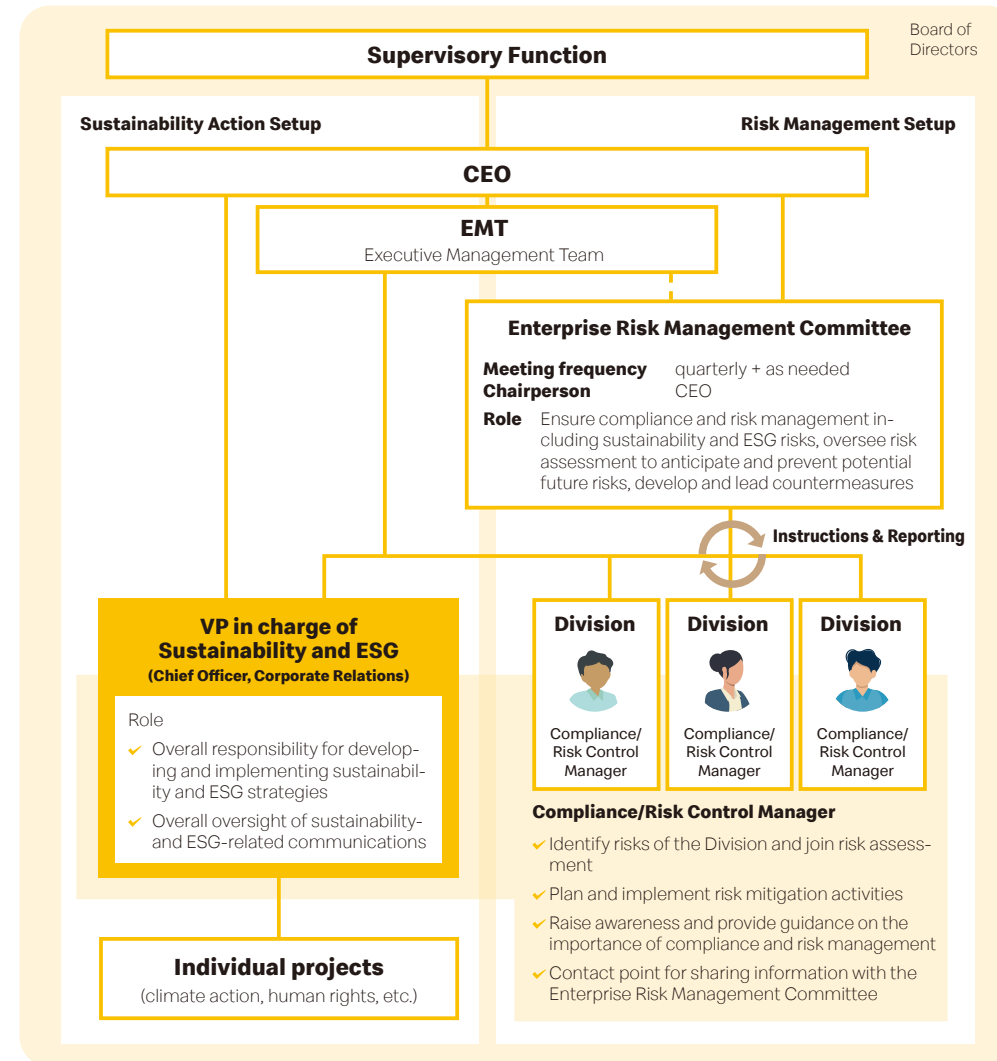 Board of
Directors
Supervisory Function
Sustainability Action Setup
Risk Management Setup
CEO
EMT
Executive Management Team
Enterprise Risk Management Committee
Meeting frequency quarterly + as needed
Chairperson CEO
Role Ensure compliance and risk management in-
cluding sustainability and ESG risks, oversee risk
assessment to anticipate and prevent potential
future risks, develop and lead countermeasures
Instructions & Reporting
VP in charge of
Sustainability and ESG
(Chief Officer, Corporate Relations)
Role
Overall responsibility for develop-
ing and implementing sustainabil-
ity and ESG strategies
Overall oversight of sustainability-
and ESG-related communications
Individual projects
(climate action, human rights, etc.)
Division
Compliance/
Risk Control
Manager
Division
Compliance/
Risk Control
Manager
Division
Compliance/
Risk Control
Manager
Compliance/Risk Control Manager
Identify risks of the Division and join risk assess-
ment
Plan and implement risk mitigation activities
Raise awareness and provide guidance on the
importance of compliance and risk management
Contact point for sharing information with the
Enterprise Risk Management Committee